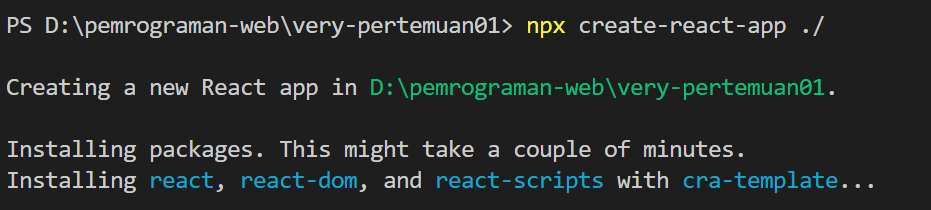 PS D:\pemrograman-web\very-pertemuan01> npx create-react-app ./
Creating a new React app in D:\pemrograman-web\very-pertemuan01.
Installing packages. This might take a couple of minutes.
Installing react, react-dom, and react-scripts with cra-template...